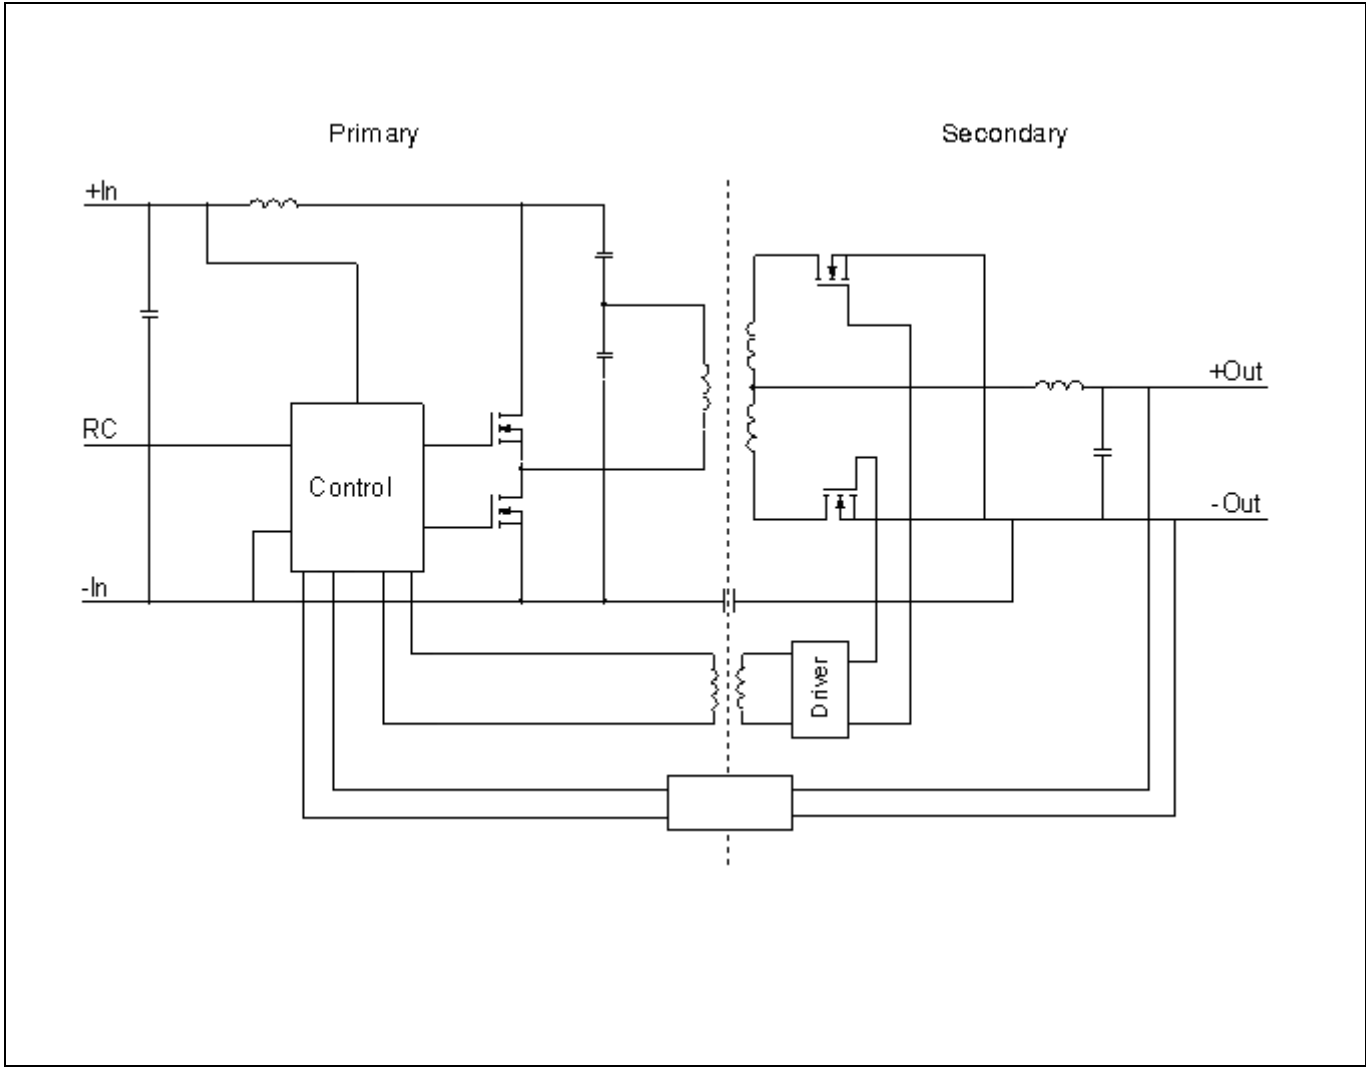 Primary
Secondary
+In
+Out
RC
Control
-Out
-In
Driver